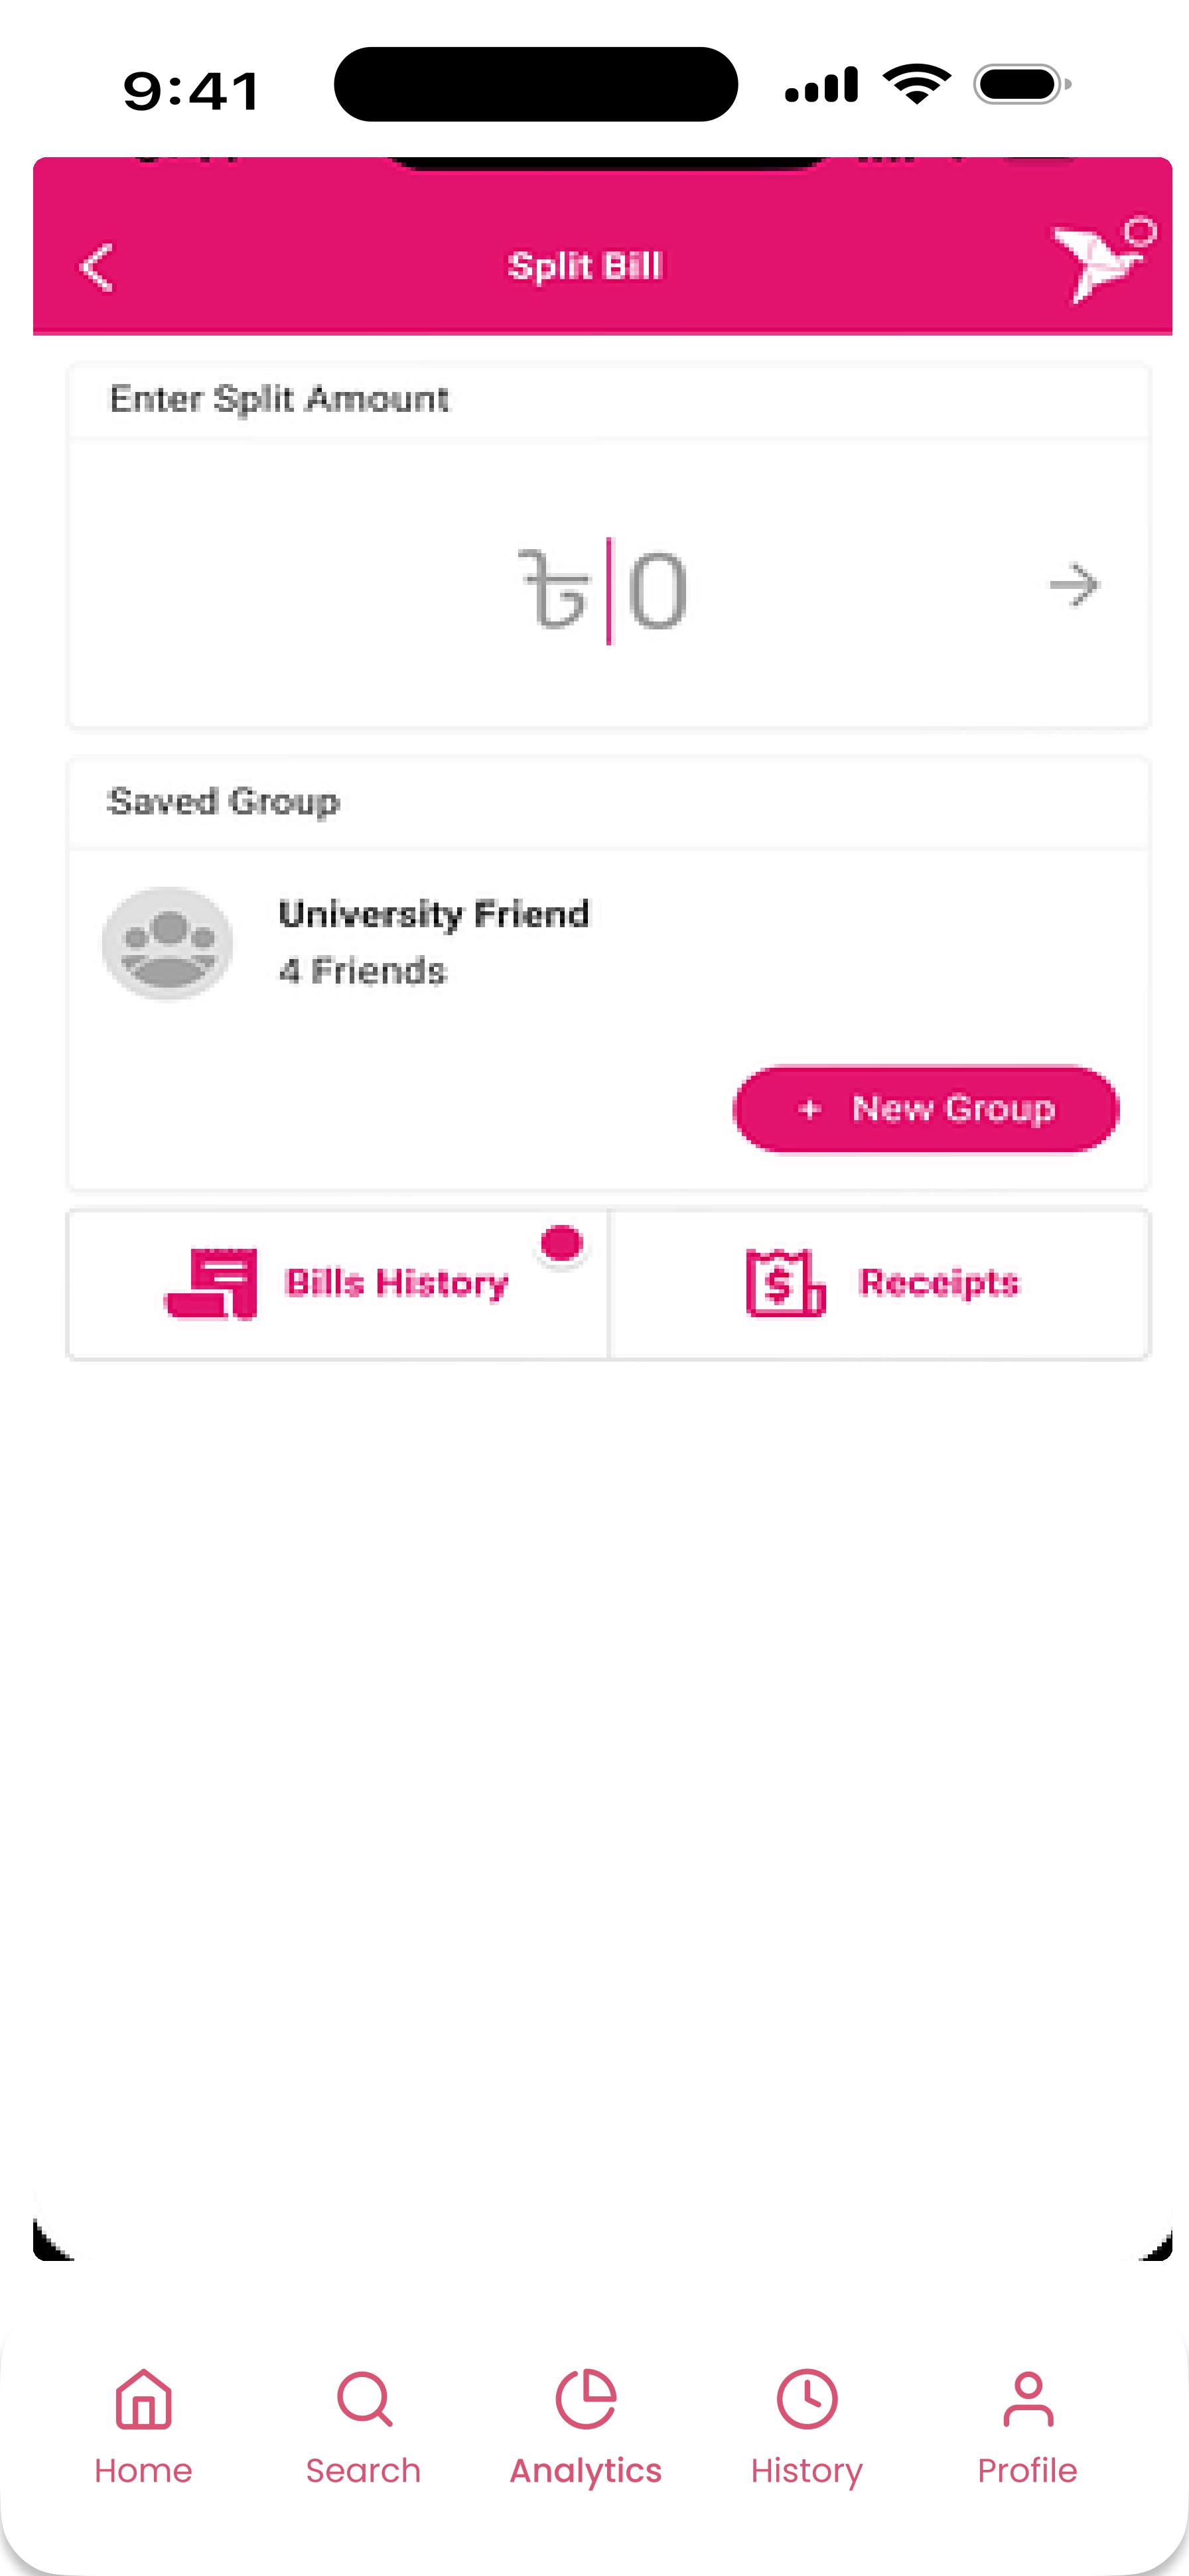 9:41
Split Bill
Enter Split Amount
৳0
Saved Group
University Friend
4 Friends
+ New Group
Bills History
$ Receipts
Home
Search
Analytics
History
Profile